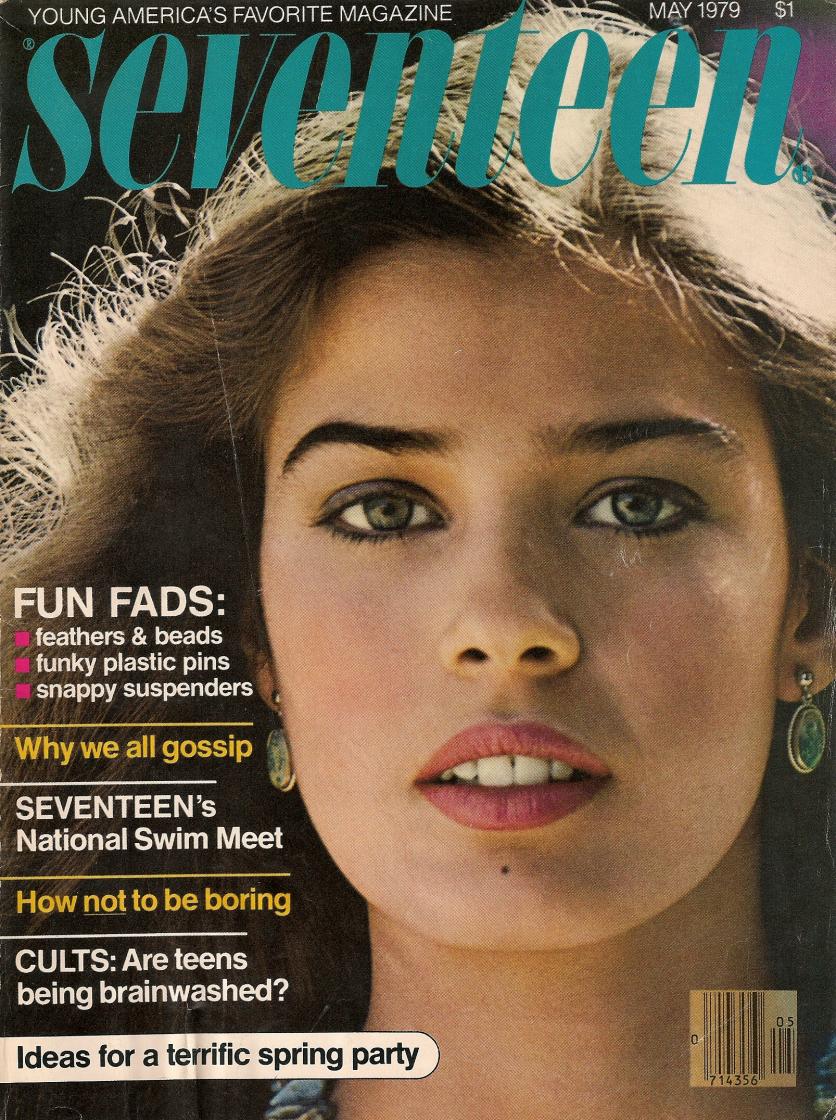 YOUNG AMERICA'S FAVORITE MAGAZINE MAY 1979 $1
seventeen®
FUN FADS:
feathers & beads
funky plastic pins
snappy suspenders
Why we all gossip
SEVENTEEN's
National Swim Meet
How not to be boring
CULTS: Are teens
being brainwashed?
Ideas for a terrific spring party
05
0
714356